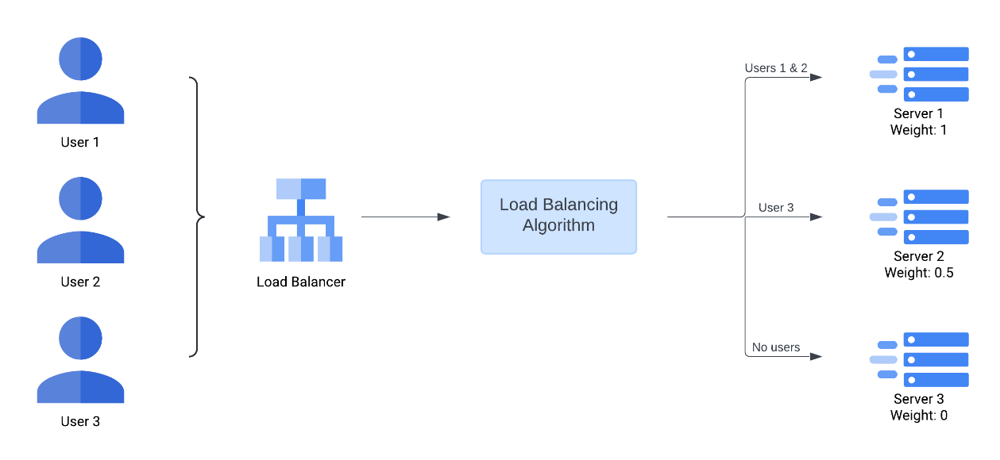 User 1
User 2
User 3
Load Balancer
Load Balancing
Algorithm
Users 1 & 2
User 3
No users
Server 1
Weight: 1
Server 2
Weight: 0.5
Server 3
Weight: 0